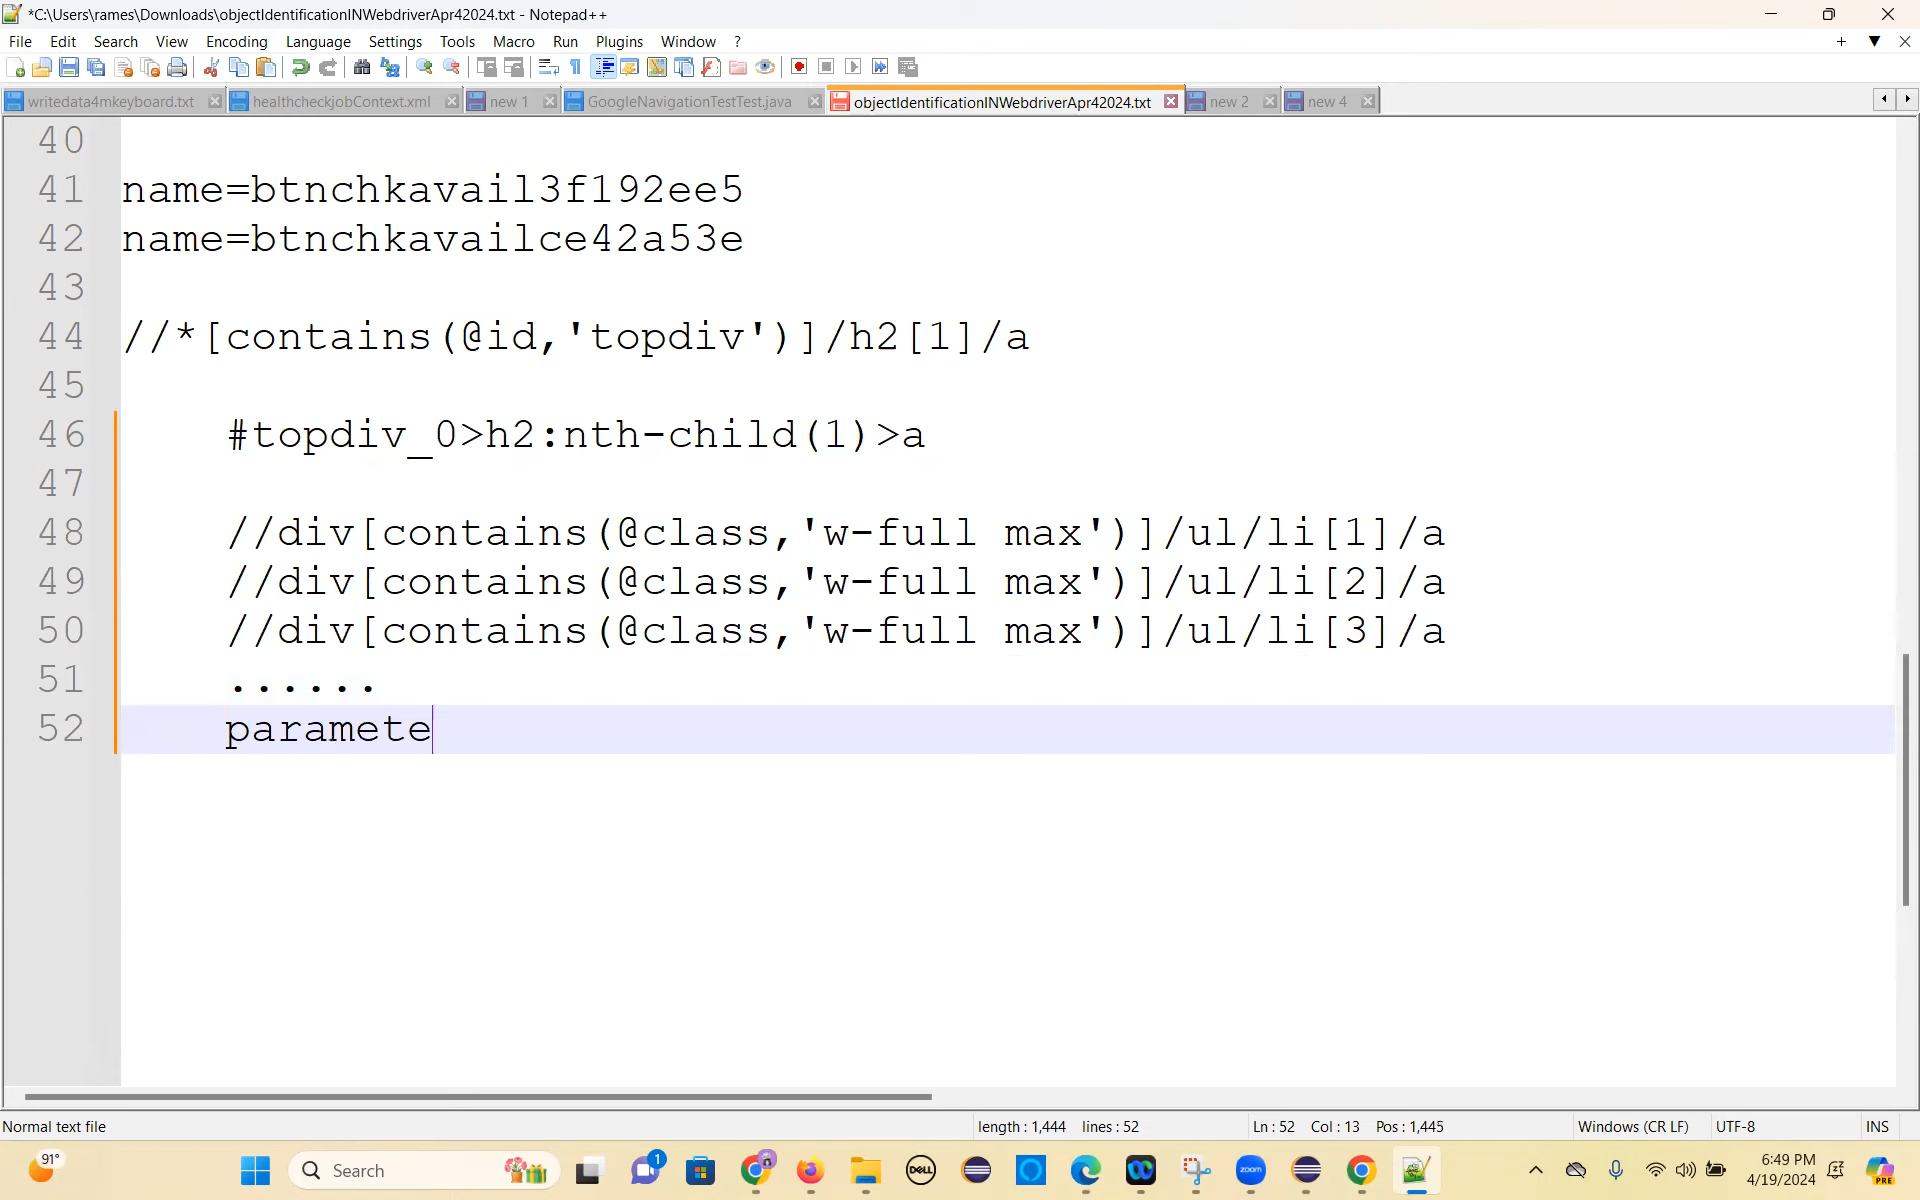 *C:\Users\rames\Downloads\objectIdentificationINWebdriverApr42024.txt - Notepad++
File Edit Search View Encoding Language Settings Tools Macro Run Plugins Window ?
writedata4mkeyboard.txt healthcheckjobContext.xml new 1 GoogleNavigationTestTest.java objectIdentificationINWebdriverApr42024.txt new 2 new 4
40
41 name=btnchkavail3f192ee5
42 name=btnchkavailce42a53e
43
44 //*[contains(@id,'topdiv')]/h2[1]/a
45
46 #topdiv_0>h2:nth-child(1)>a
47
48 //div[contains(@class,'w-full max')]/ul/li[1]/a
49 //div[contains(@class,'w-full max')]/ul/li[2]/a
50 //div[contains(@class,'w-full max')]/ul/li[3]/a
51 ......
52 paramete
Normal text file length : 1,444 lines : 52 Ln : 52 Col : 13 Pos : 1,445 Windows (CR LF) UTF-8 INS
91° Search 1 DELL zoom 6:49 PM
4/19/2024 PRE